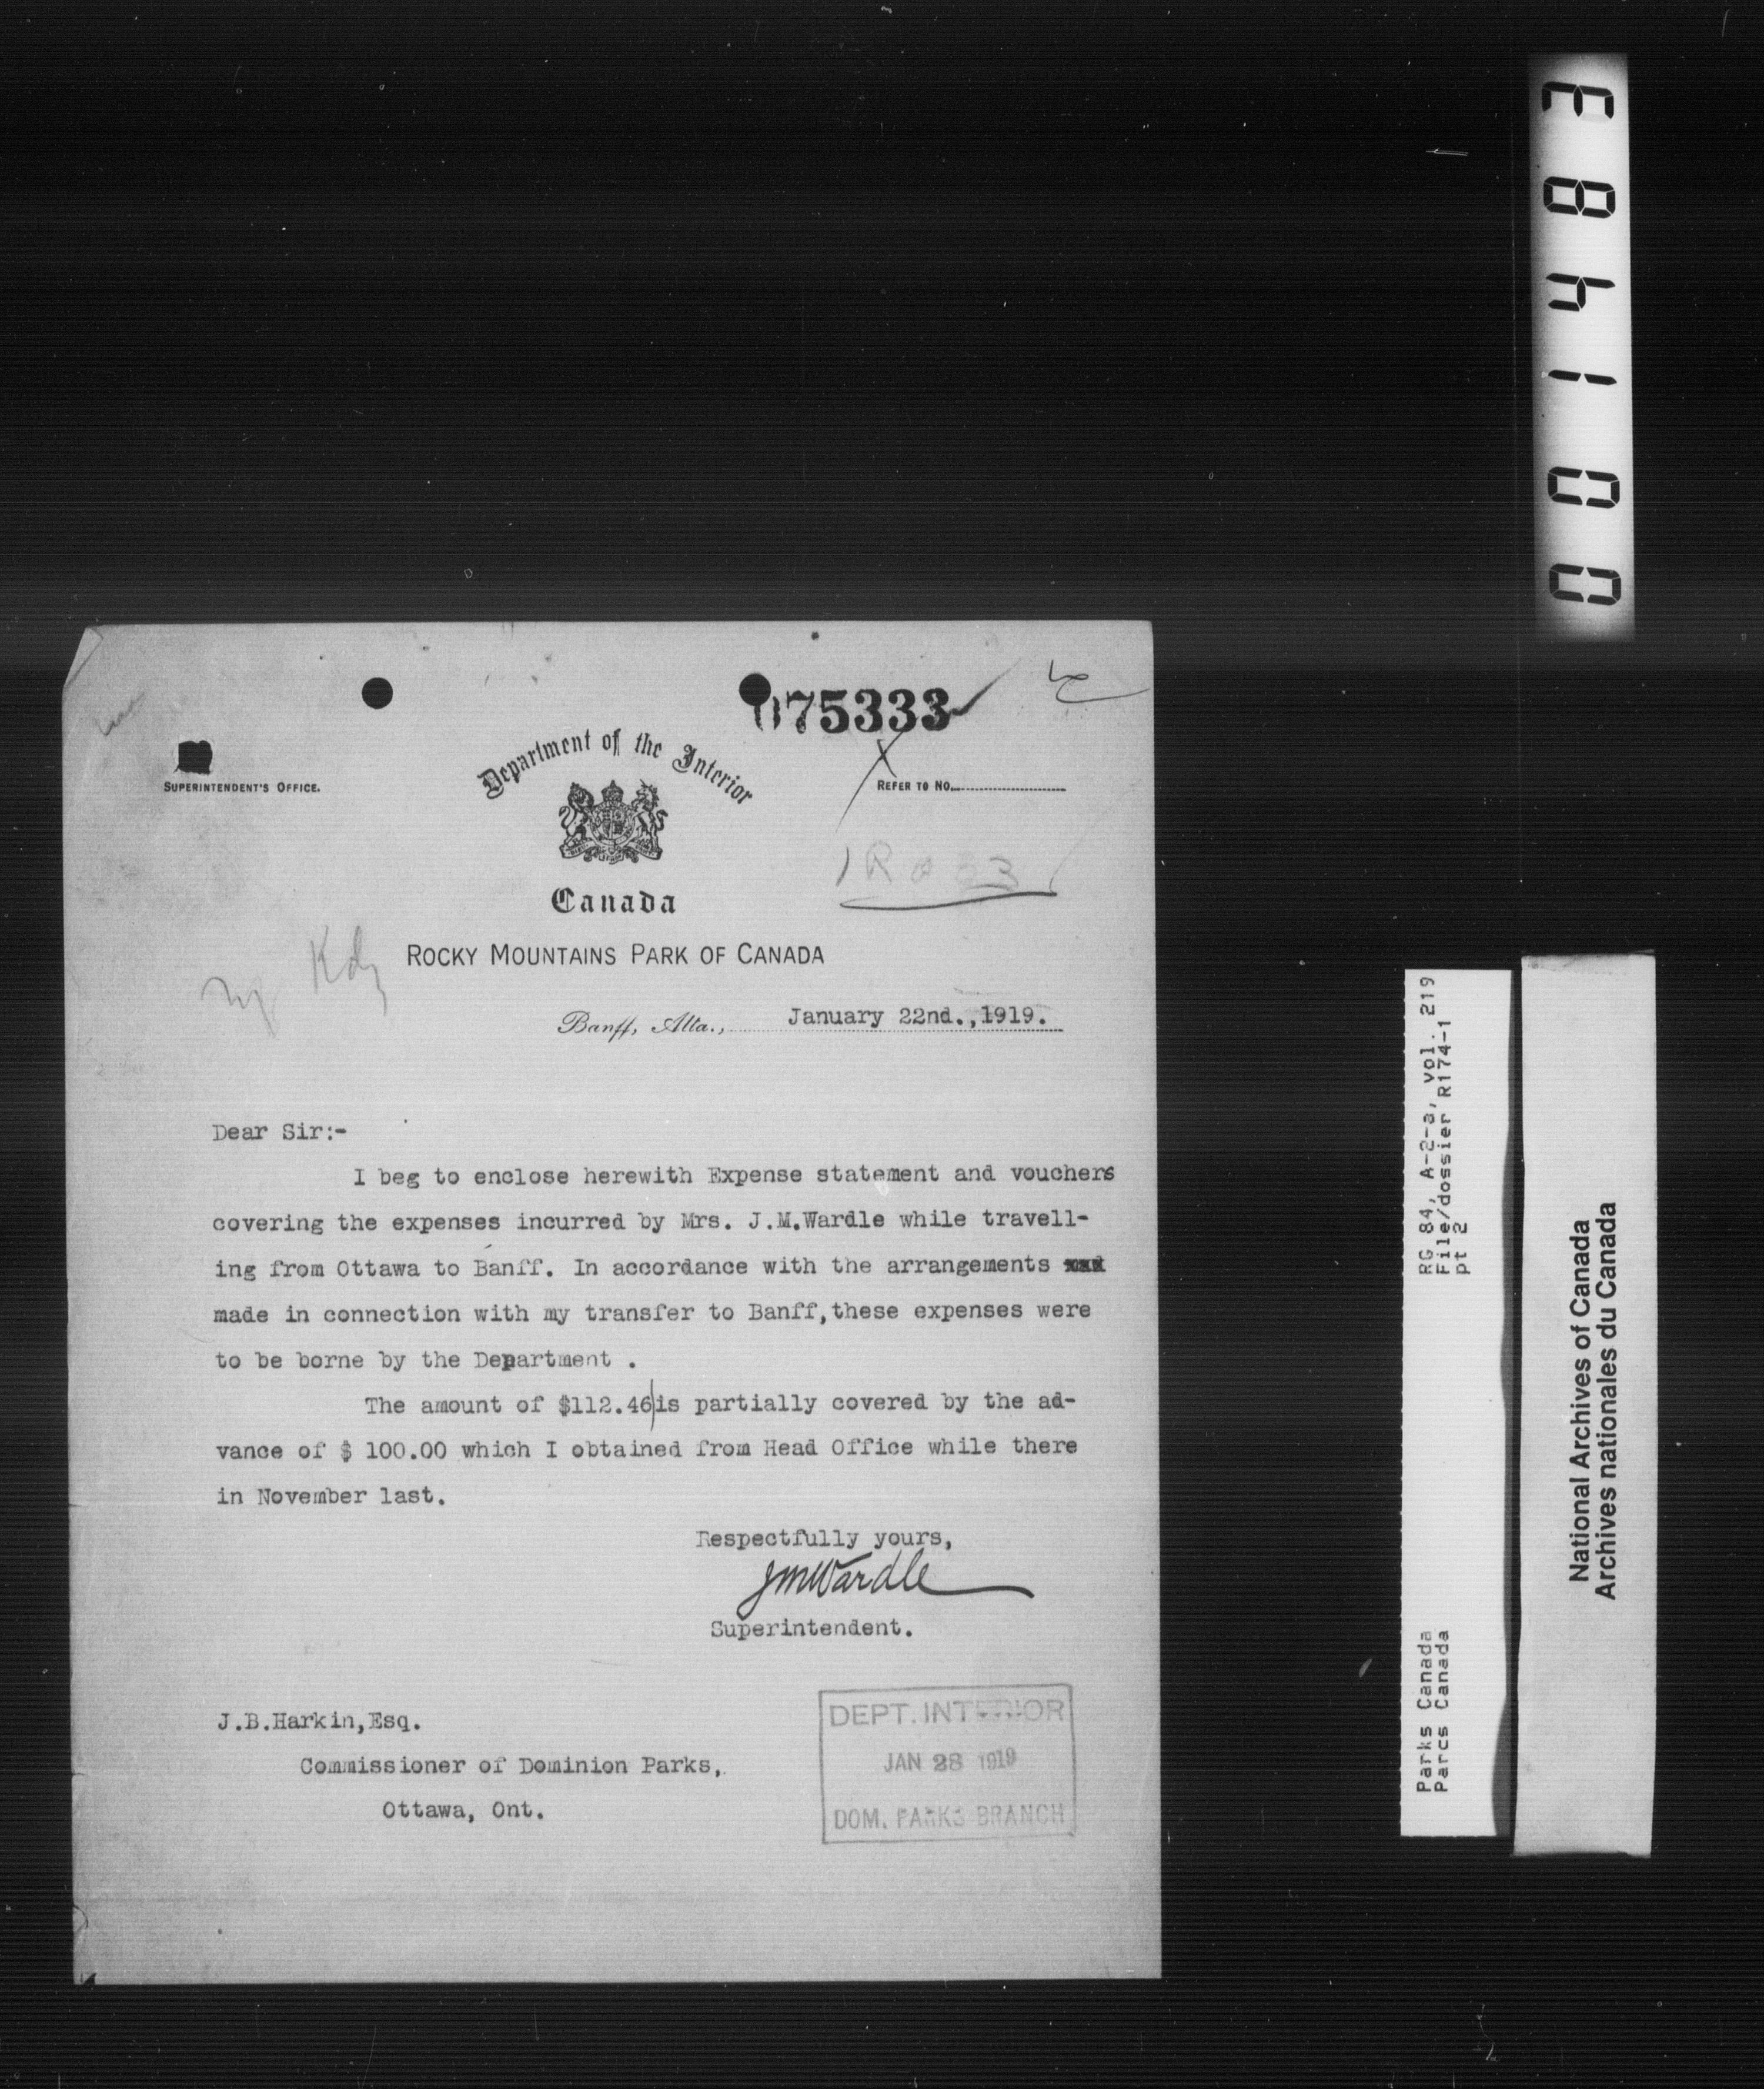 75333
SUPERINTENDENT'S OFFICE.
Department of the Interior
REFER TO NO.
Canada
ROCKY MOUNTAINS PARK OF CANADA
Banff, Alta., January 22nd.,1919.
Dear Sir:-
I beg to enclose herewith Expense statement and vouchers
covering the expenses incurred by Mrs. J.M.Wardle while travell-
ing from Ottawa to Banff. In accordance with the arrangements
made in connection with my transfer to Banff,these expenses were
to be borne by the Department .
The amount of $112.46 is partially covered by the ad-
vance of $ 100.00 which I obtained from Head Office while there
in November last.
Respectfully yours,
JMWardle
Superintendent.
J.B.Harkin,Esq.
Commissioner of Dominion Parks,
Ottawa, Ont.
DEPT. INTERIOR
JAN 28 1919
DOM. PARKS BRANCH
001483
RG 84, A-2-a, vol. 219
File/dossier R174-1
pt 2
Parks Canada
Parcs Canada
National Archives of Canada
Archives nationales du Canada